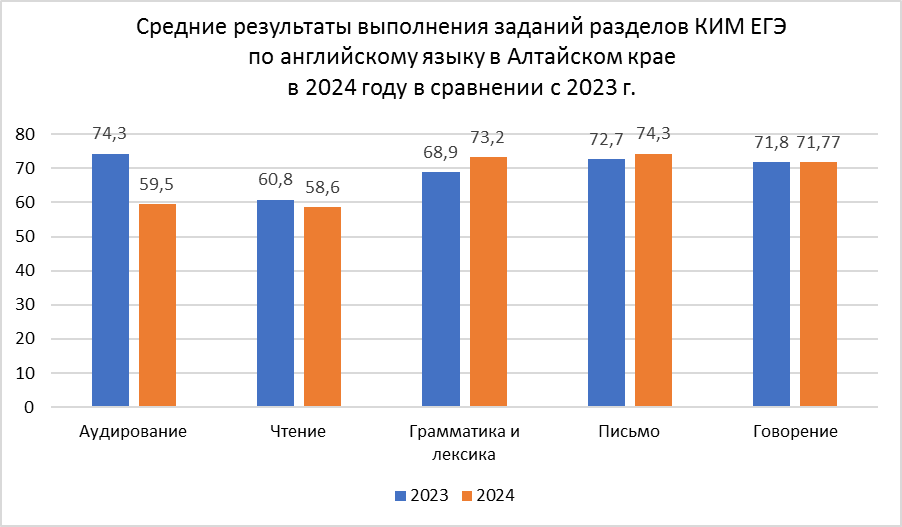 Средние результаты выполнения заданий разделов КИМ ЕГЭ
по английскому языку в Алтайском крае
в 2024 году в сравнении с 2023 г.
80
70
60
50
40
30
20
10
0
74,3
59,5
60,8
58,6
68,9
73,2
72,7
74,3
71,8
71,77
Аудирование
Чтение
Грамматика и
лексика
Письмо
Говорение
2023
2024